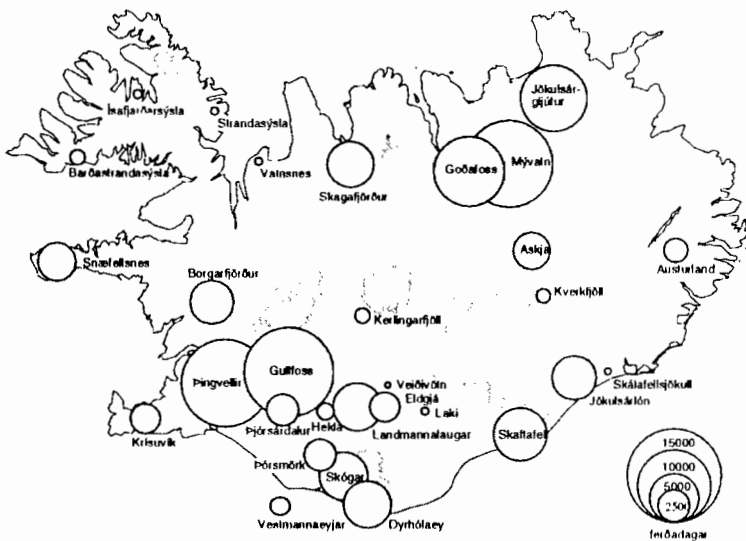 Jökulsár-
gljúfur
Ísafjarðarsýsla
Strandasýsla
Barðastrandasýsla
Vatnsnes
Skagafjörður
Goðafoss
Mývatn
Askja
Snæfellsnes
Austurland
Borgarfjörður
Kverkfjöll
Kerlingarfjöll
Gullfoss
Þingvellir
Veiðivötn
Skálafellsjökull
Eldgjá
Jökulsárlón
Laki
Hekla
Þjórsárdalur
Landmannalaugar
Krísuvík
Skaftafell
Þórsmörk
Skógar
Vestmannaeyjar
Dyrhólaey
15000
10000
5000
2500
ferðadagar